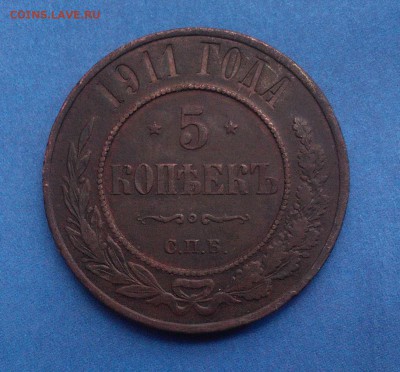 COINS.LAVE.RU
1911 ГОДА
* 5 *
КОПѢЕКЪ
С.П.Б.